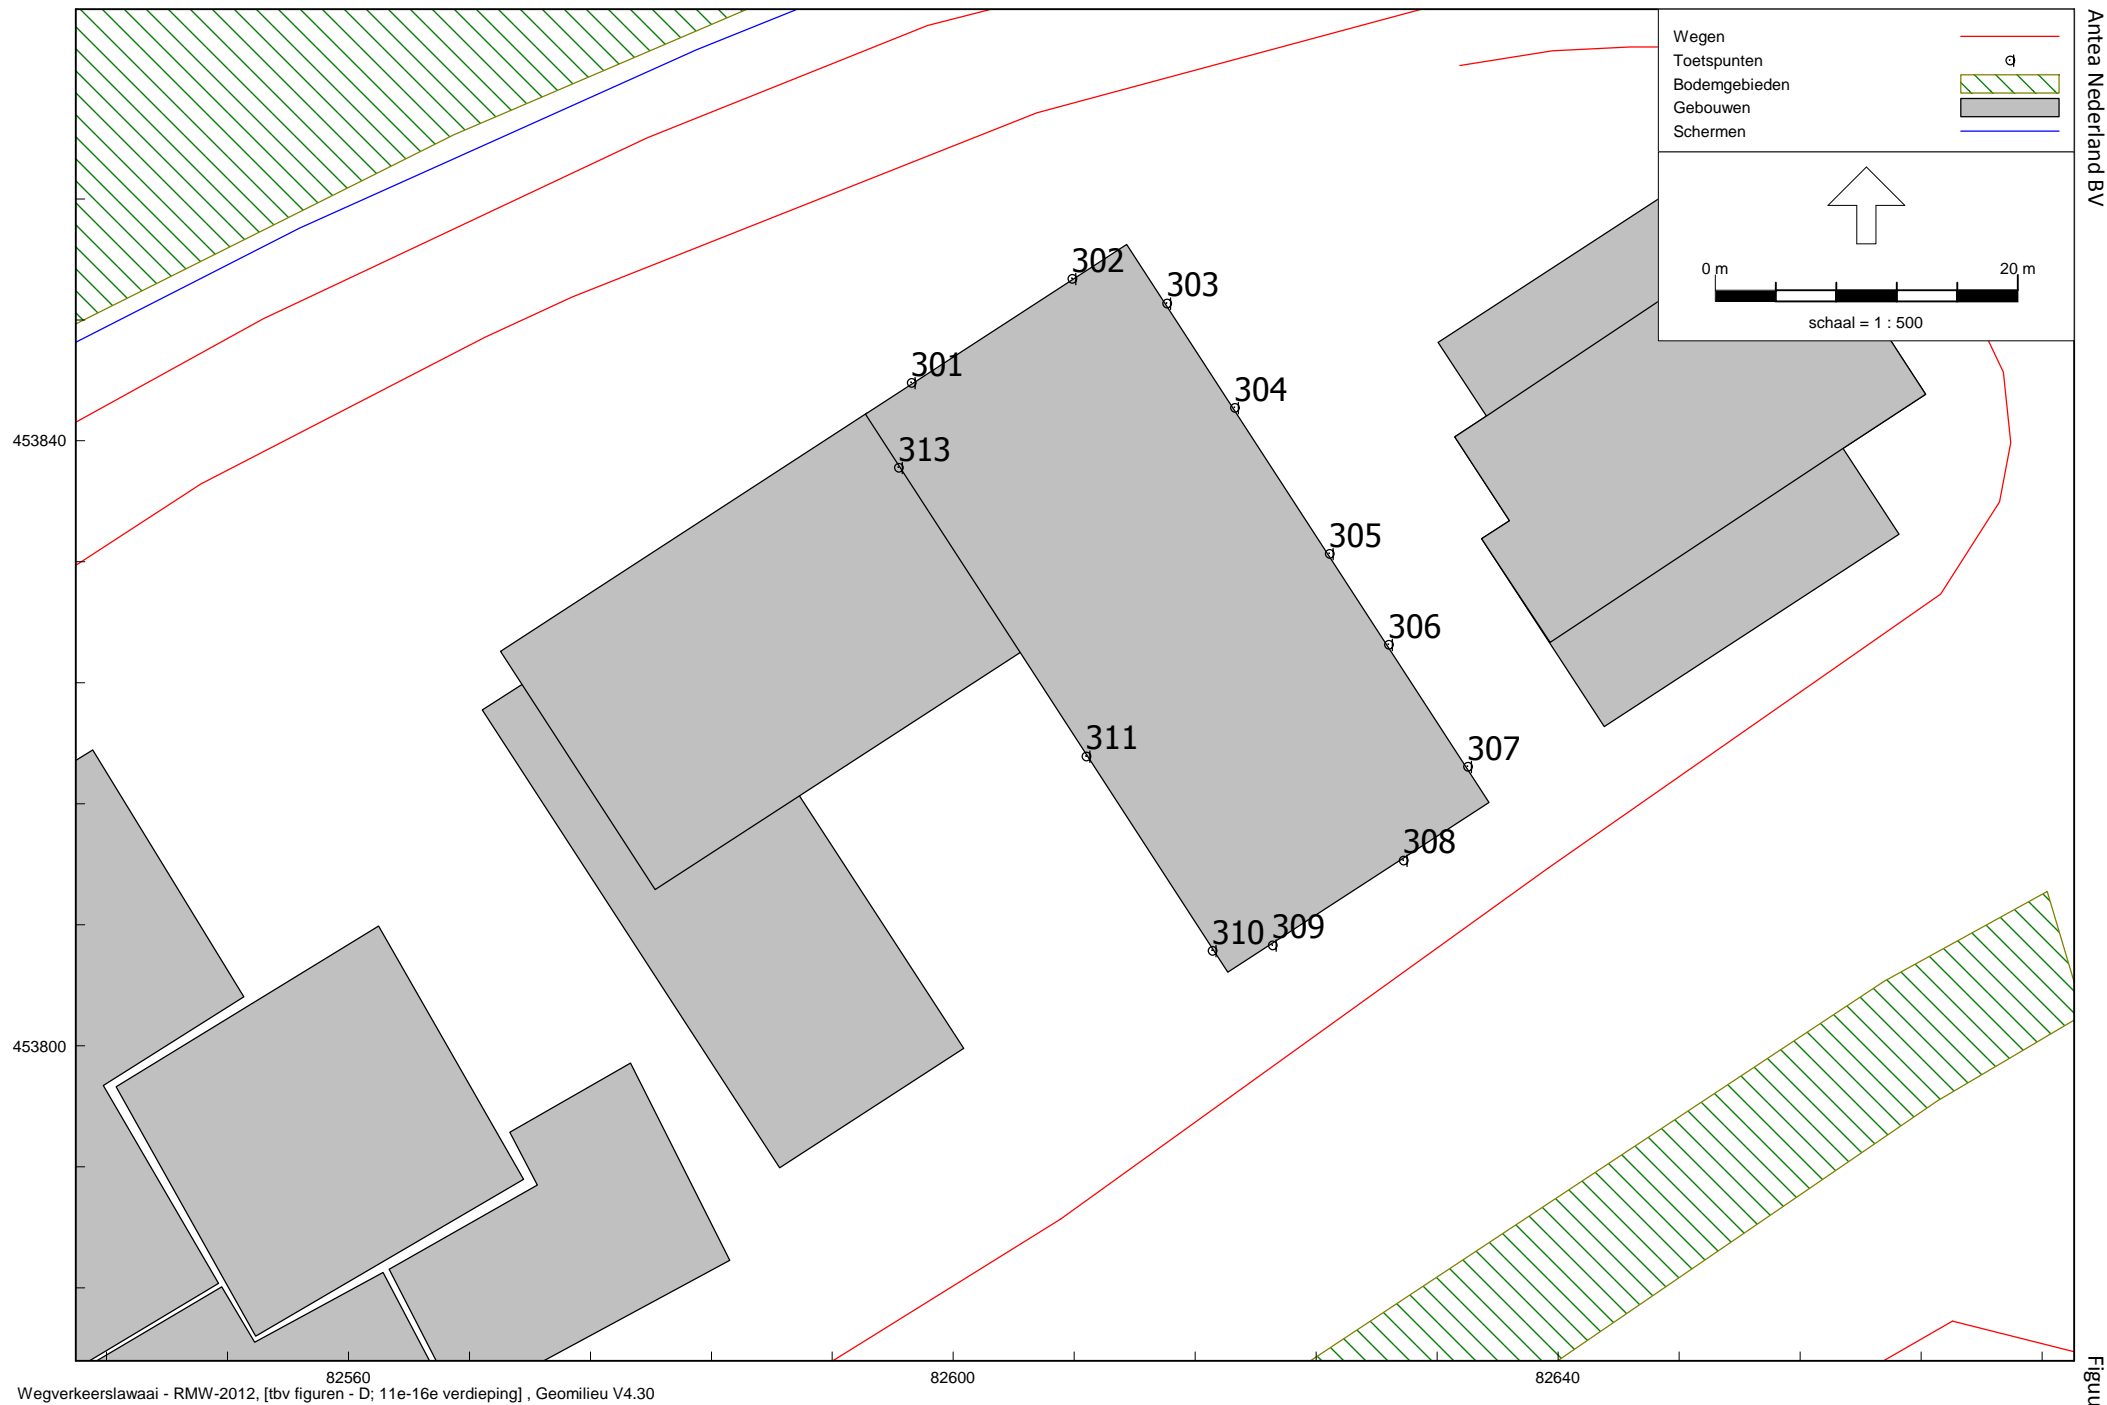 Antea Nederland BV
Wegen
Toetspunten
Bodemgebieden
Gebouwen
Schermen
0 m 20 m
schaal = 1 : 500
302
303
301
304
313
453840
305
306
311
307
308
310 309
453800
82560 82600 82640
Wegverkeerslawaai - RMW-2012, [tbv figuren - D; 11e-16e verdieping] , Geomilieu V4.30